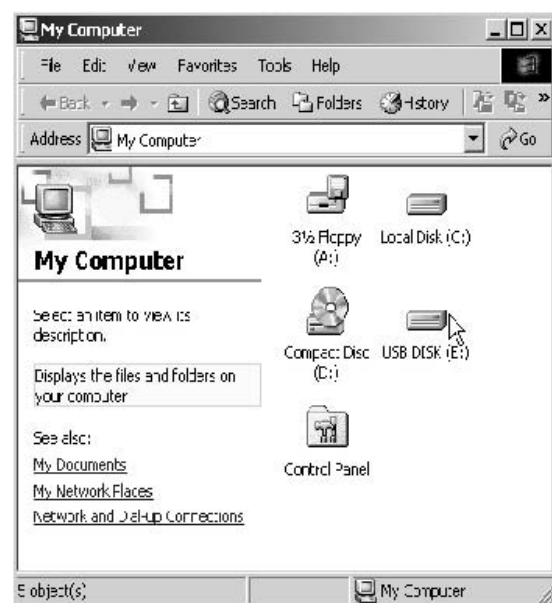 My Computer
File Edit View Favorites Tools Help
Back Search Folders History »
Address My Computer Go
My Computer
Select an item to view its
description.
Displays the files and folders on
your computer
See also:
My Documents
My Network Places
Network and Dial-up Connections
3½ Floppy
(A:)
Local Disk (C:)
Compact Disc
(D:)
USB DISK (E:)
Control Panel
5 object(s)
My Computer